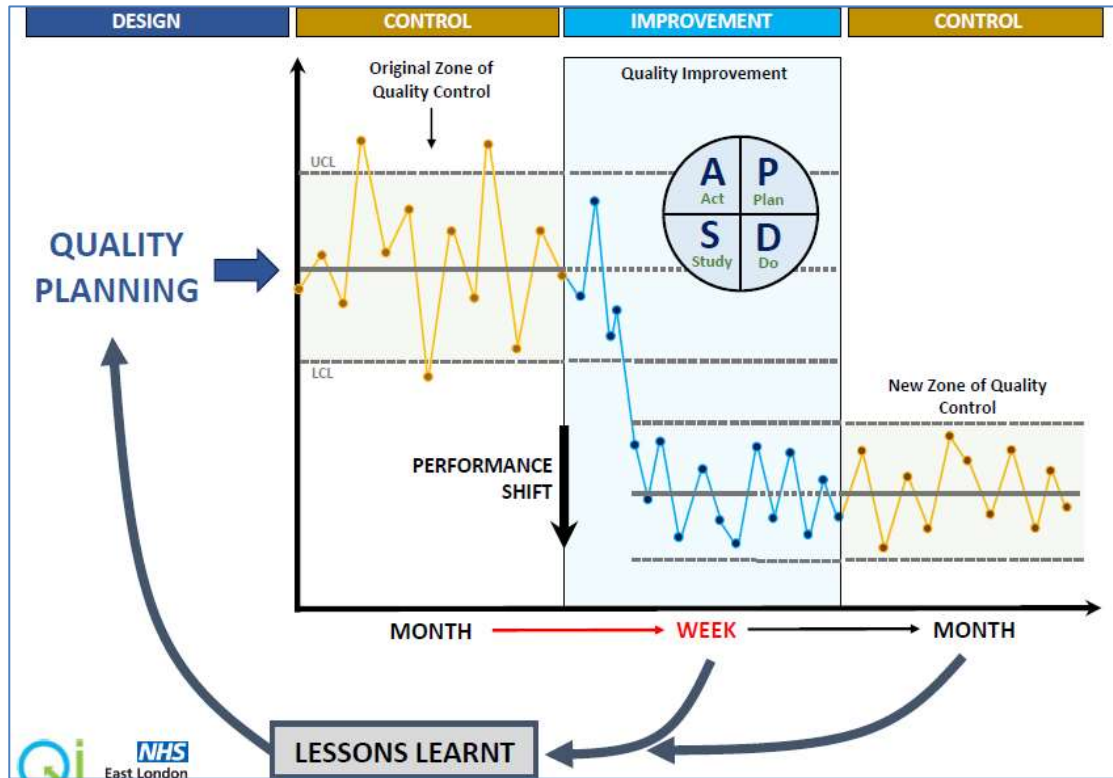 DESIGN
CONTROL
IMPROVEMENT
CONTROL
Original Zone of
Quality Control
Quality Improvement
UCL
A
Act
P
Plan
S
Study
D
Do
QUALITY
PLANNING
LCL
New Zone of Quality
Control
PERFORMANCE
SHIFT
MONTH
WEEK
MONTH
LESSONS LEARNT
Qi
NHS
East London